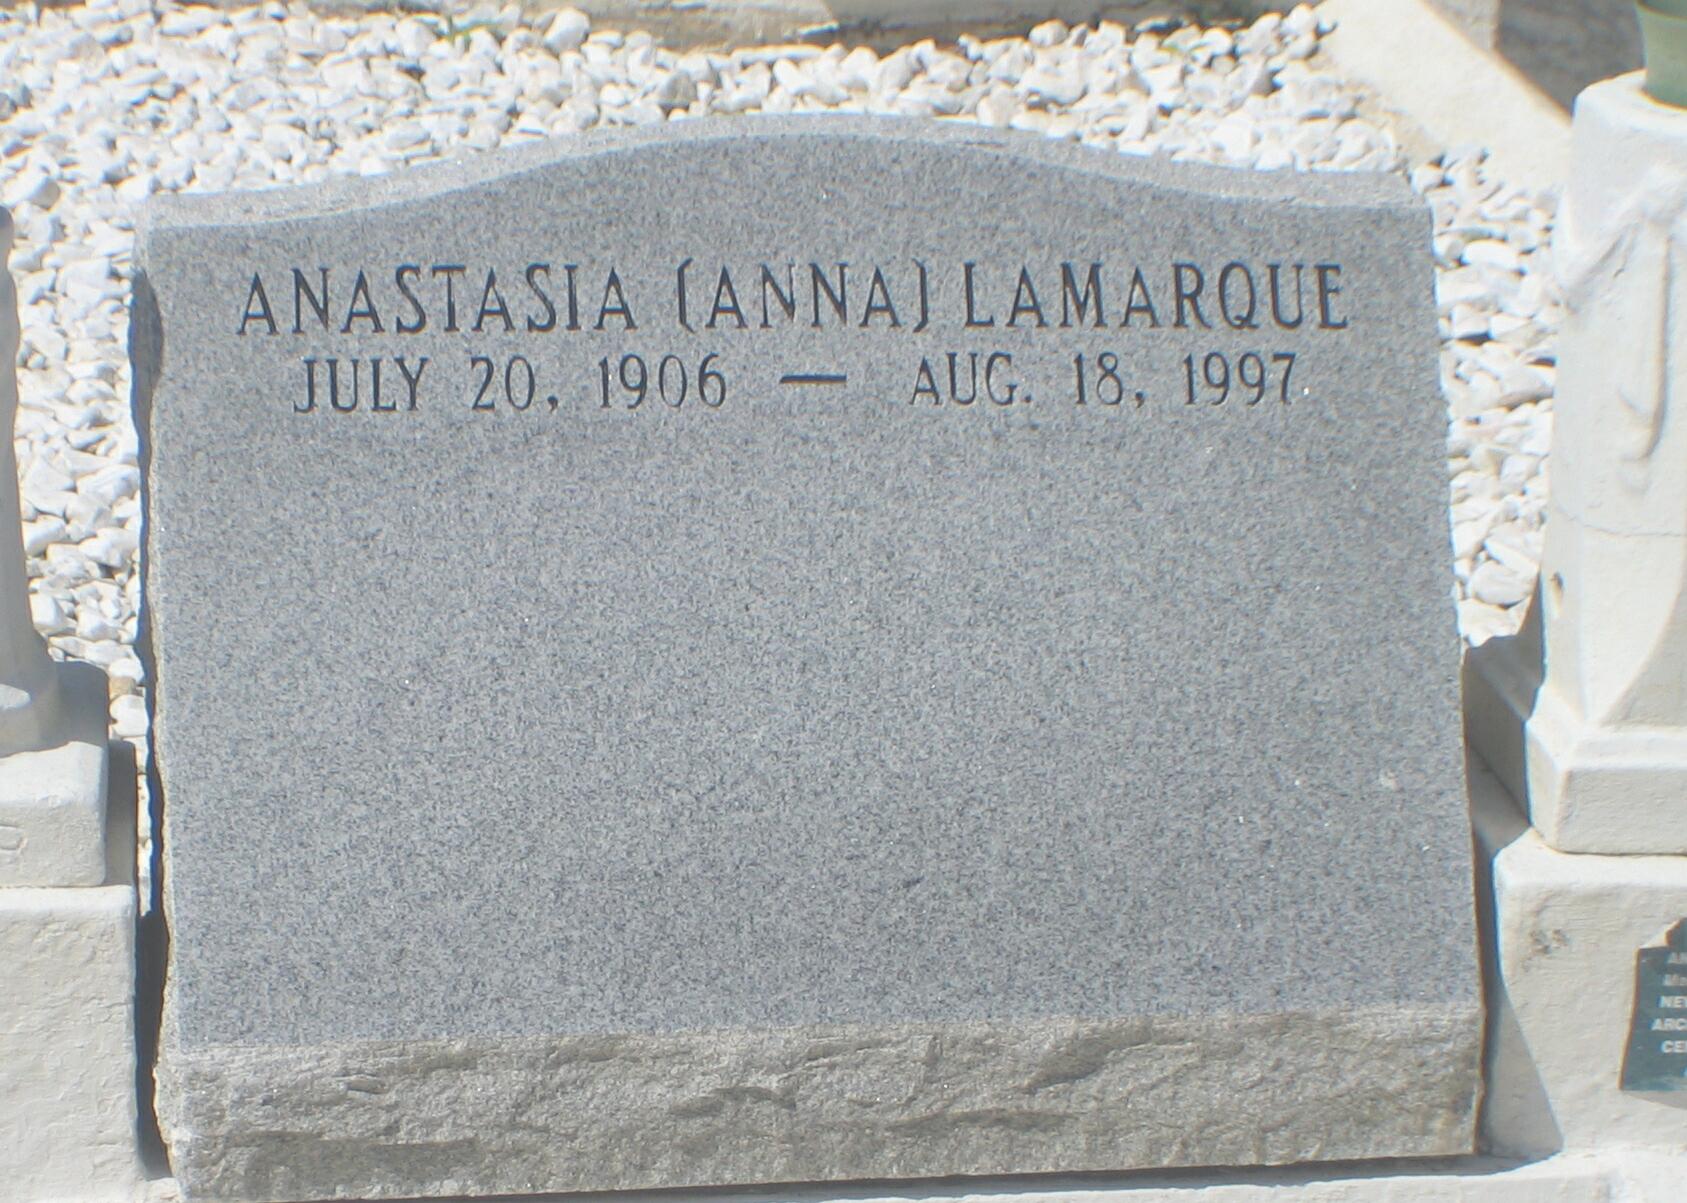 ANASTASIA (ANNA) LAMARQUE
JULY 20, 1906 — AUG. 18, 1997